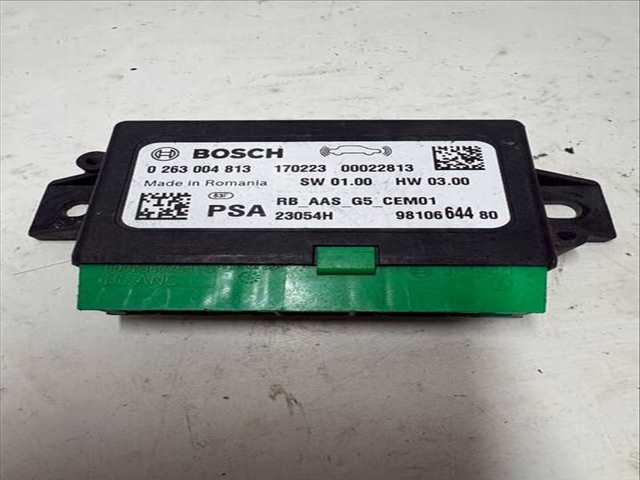 BOSCH
0 263 004 813 170223 00022813
Made in Romania SW 01.00 HW 03.00
PSA RB_AAS_G5_CEM01
23054H 98106 644 80